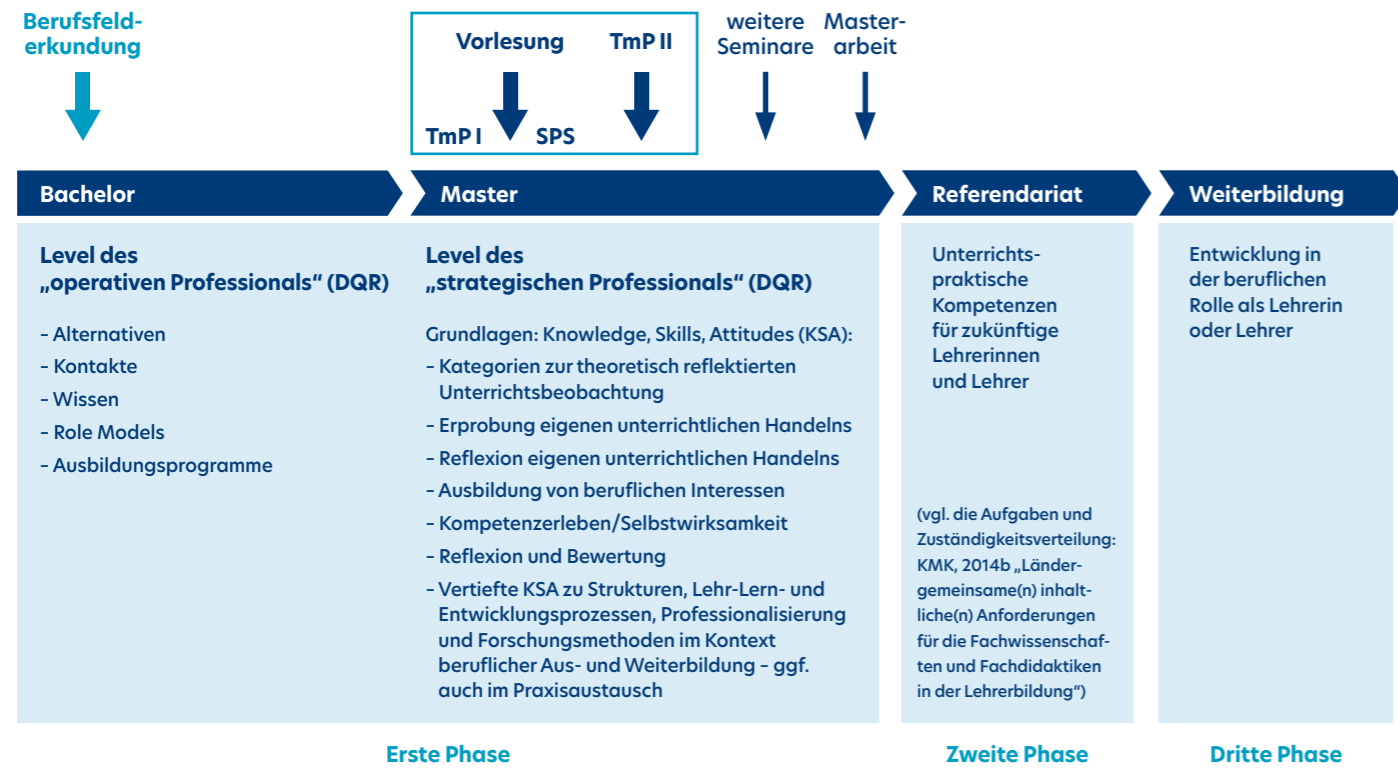 Berufsfeld-
erkundung
Vorlesung
TmP II
TmP I
SPS
weitere
Seminare
Master-
arbeit
Bachelor
Master
Referendariat
Weiterbildung
Level des
„operativen Professionals“ (DQR)
– Alternativen
– Kontakte
– Wissen
– Role Models
– Ausbildungsprogramme
Level des
„strategischen Professionals“ (DQR)
Grundlagen: Knowledge, Skills, Attitudes (KSA):
– Kategorien zur theoretisch reflektierten
Unterrichtsbeobachtung
– Erprobung eigenen unterrichtlichen Handelns
– Reflexion eigenen unterrichtlichen Handelns
– Ausbildung von beruflichen Interessen
– Kompetenzerleben/Selbstwirksamkeit
– Reflexion und Bewertung
– Vertiefte KSA zu Strukturen, Lehr-Lern- und
Entwicklungsprozessen, Professionalisierung
und Forschungsmethoden im Kontext
beruflicher Aus- und Weiterbildung – ggf.
auch im Praxisaustausch
Unterrichts-
praktische
Kompetenzen
für zukünftige
Lehrerinnen
und Lehrer
(vgl. die Aufgaben und
Zuständigkeitsverteilung:
KMK, 2014b „Länder-
gemeinsame(n) inhalt-
liche(n) Anforderungen
für die Fachwissenschaf-
ten und Fachdidaktiken
in der Lehrerbildung“)
Entwicklung in
der beruflichen
Rolle als Lehrerin
oder Lehrer
Erste Phase
Zweite Phase
Dritte Phase